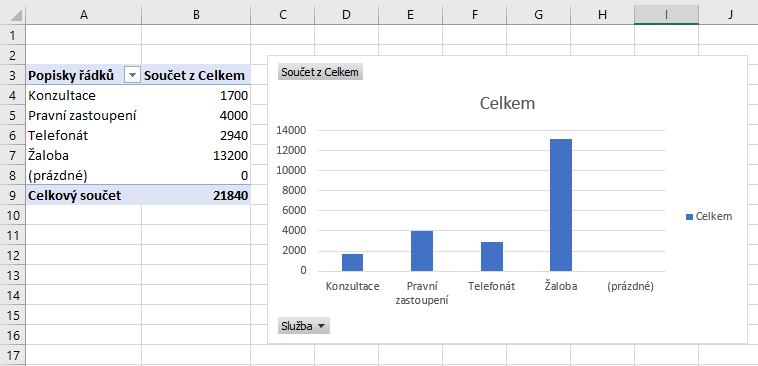 A B C D E F G H I J
1
2
3 Popisky řádků Součet z Celkem
4 Konzultace 1700
5 Pravní zastoupení 4000
6 Telefonát 2940
7 Žaloba 13200
8 (prázdné) 0
9 Celkový součet 21840
10
11
12
13
14
15
16
17
Součet z Celkem
Celkem
14000
12000
10000
8000
6000
4000
2000
0
Konzultace Pravní zastoupení Telefonát Žaloba (prázdné)
Celkem
Služba